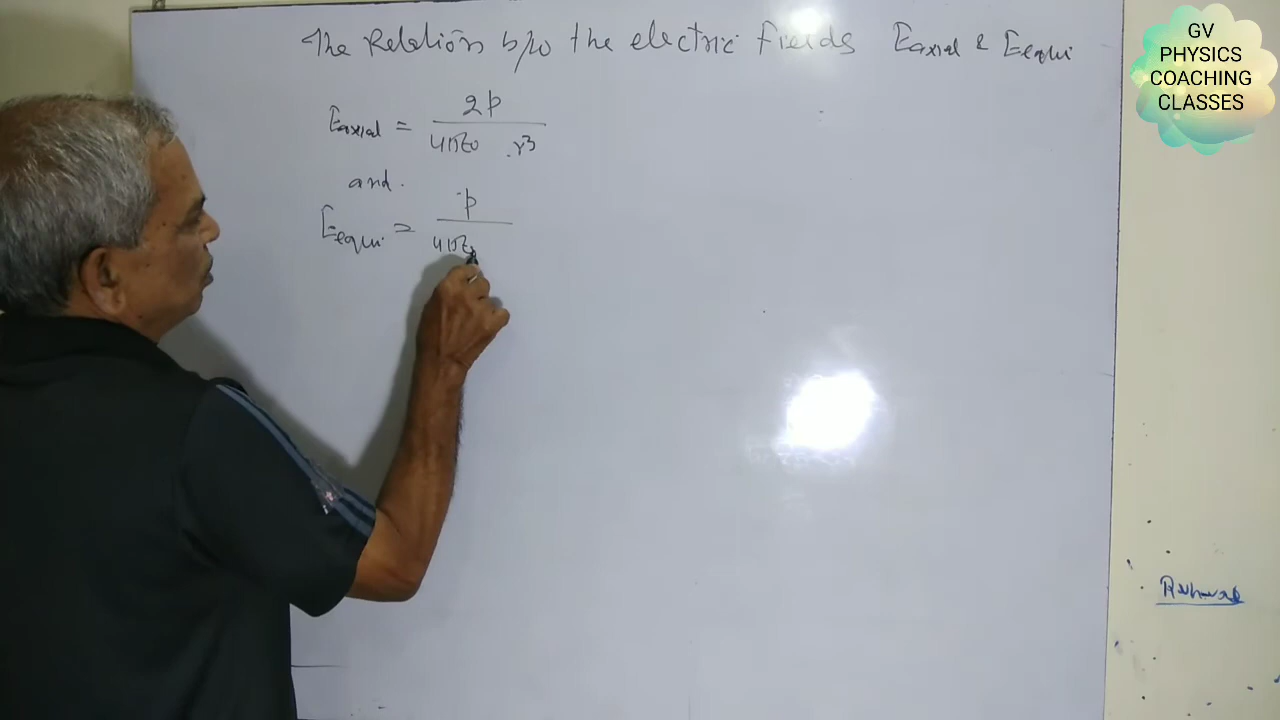 The Relation b/w the electric fields Eaxial & Eequi
Eaxial = 2p
4πε0 .r3
and.
Eequi = p
4πε0
GV
PHYSICS
COACHING
CLASSES